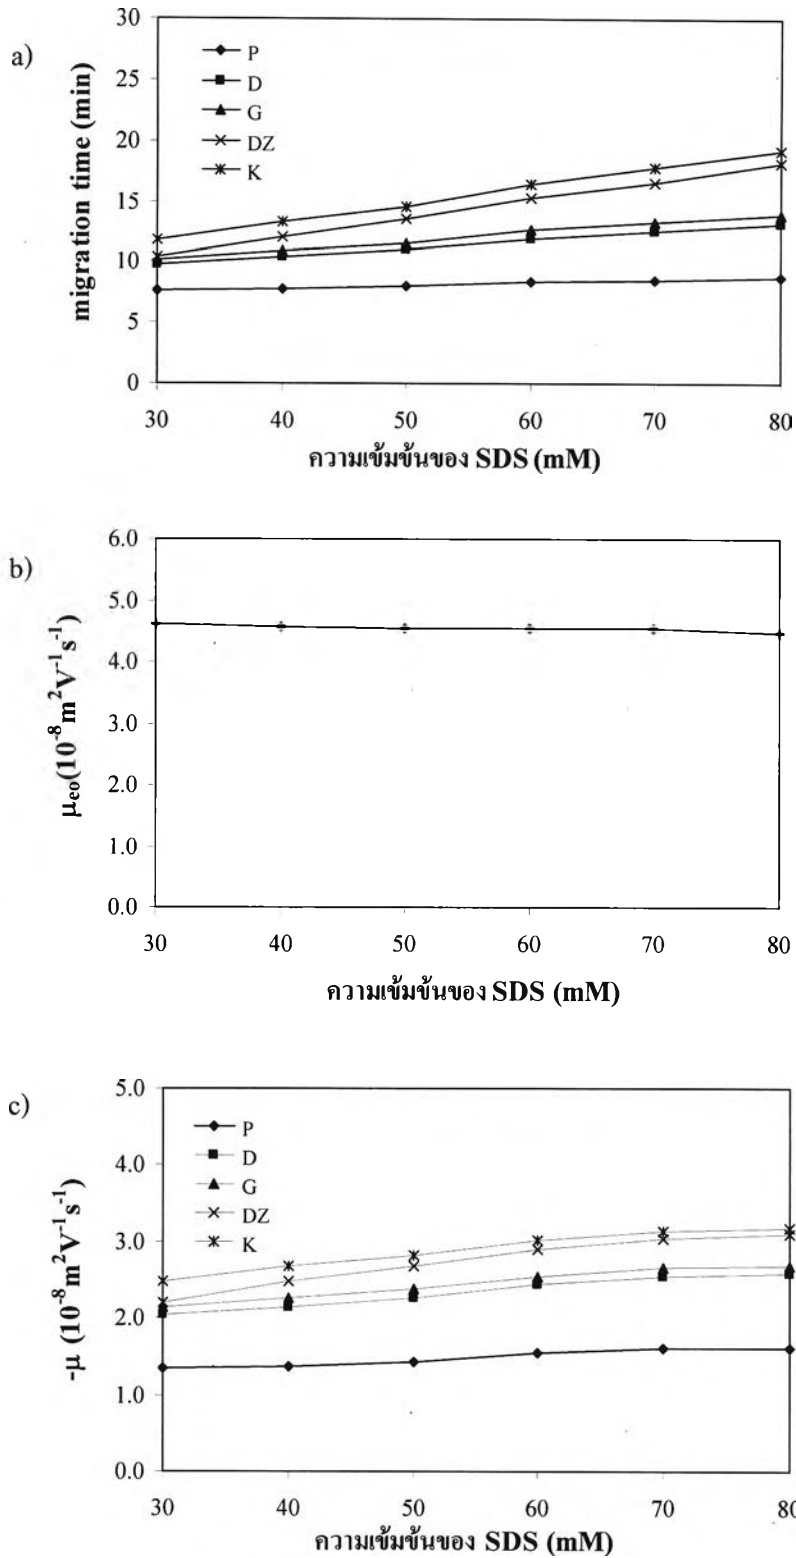 a)
migration time (min)
30
25
20
15
10
5
0
P
D
G
DZ
K
30 40 50 60 70 80
ความเข้มข้นของ SDS (mM)
b)
μeo(10⁻⁸m²V⁻¹s⁻¹)
6.0
5.0
4.0
3.0
2.0
1.0
0.0
30 40 50 60 70 80
ความเข้มข้นของ SDS (mM)
c)
-μ (10⁻⁸m²V⁻¹s⁻¹)
5.0
4.0
3.0
2.0
1.0
0.0
P
D
G
DZ
K
30 40 50 60 70 80
ความเข้มข้นของ SDS (mM)